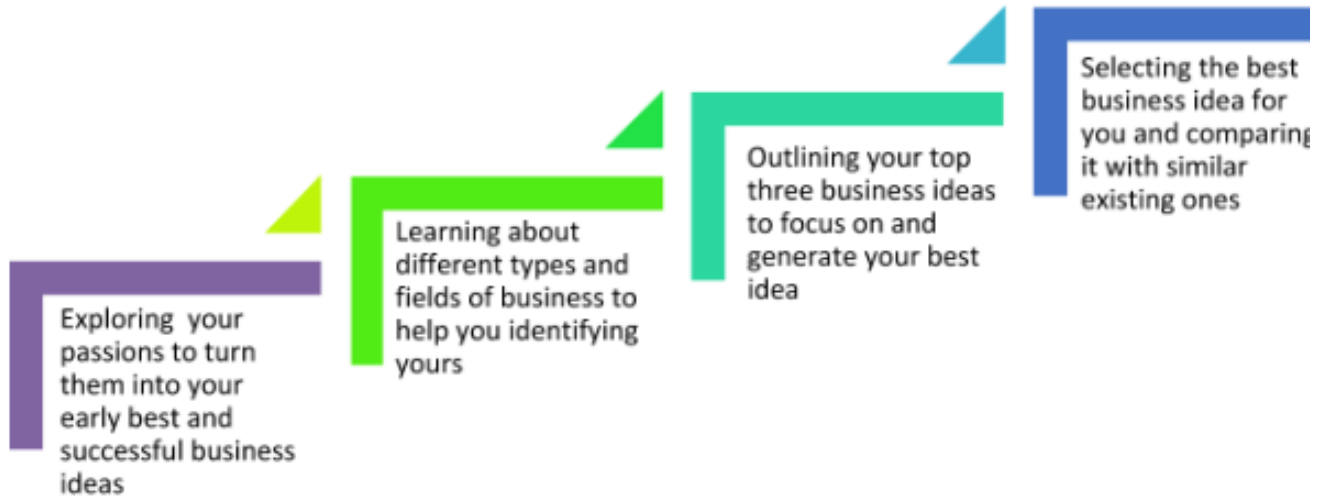 Exploring  your
passions to turn
them into your
early best and
successful business
ideas
Learning about
different types and
fields of business to
help you identifying
yours
Outlining your top
three business ideas
to focus on and
generate your best
idea
Selecting the best
business idea for
you and comparing
it with similar
existing ones